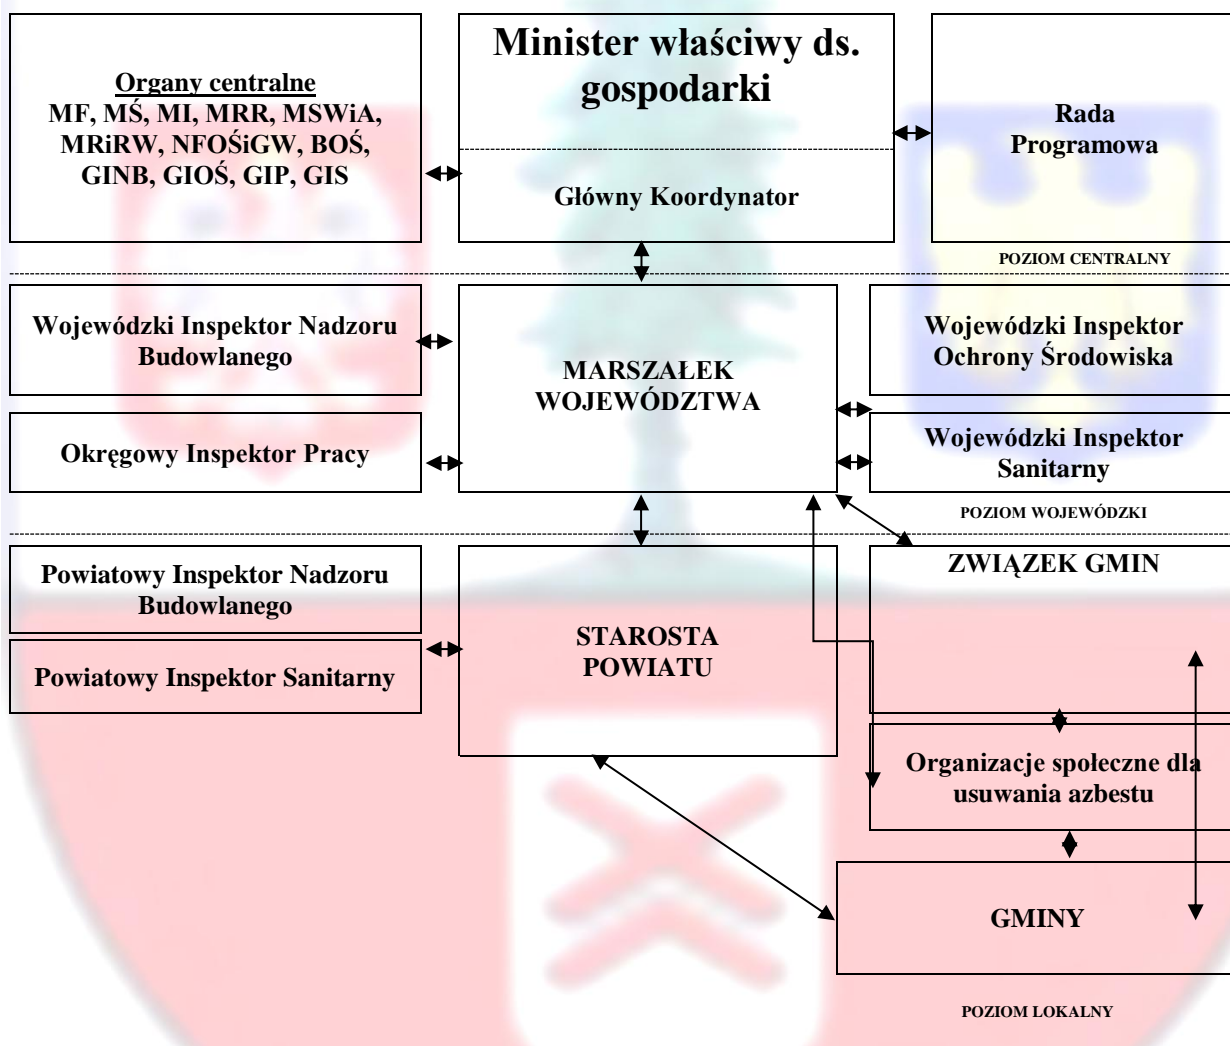 Organy centralne
MF, MŚ, MI, MRR, MSWiA,
MRiRW, NFOŚiGW, BOŚ,
GINB, GIOŚ, GIP, GIS
Minister właściwy ds.
gospodarki
Główny Koordynator
Rada
Programowa
POZIOM CENTRALNY
Wojewódzki Inspektor Nadzoru
Budowlanego
Okręgowy Inspektor Pracy
MARSZAŁEK
WOJEWÓDZTWA
Wojewódzki Inspektor
Ochrony Środowiska
Wojewódzki Inspektor
Sanitarny
POZIOM WOJEWÓDZKI
Powiatowy Inspektor Nadzoru
Budowlanego
Powiatowy Inspektor Sanitarny
STAROSTA
POWIATU
ZWIĄZEK GMIN
Organizacje społeczne dla
usuwania azbestu
GMINY
POZIOM LOKALNY